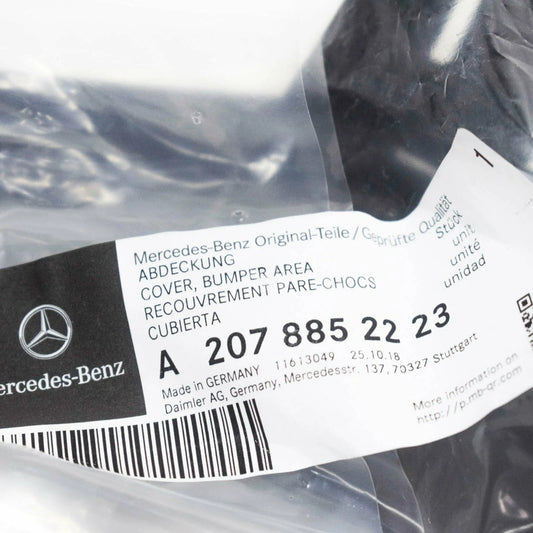 Mercedes-Benz Original-Teile/Geprüfte Qualität
ABDECKUNG
COVER, BUMPER AREA
RECOUVREMENT PARE-CHOCS
CUBIERTA
1
Stück
unit
unité
unidad
A 207 885 22 23
Made in GERMANY 11613049 25.10.18
Daimler AG, Germany, Mercedesstr. 137, 70327 Stuttgart
More information on
http://p.mb-qr.com
ercedes-Benz